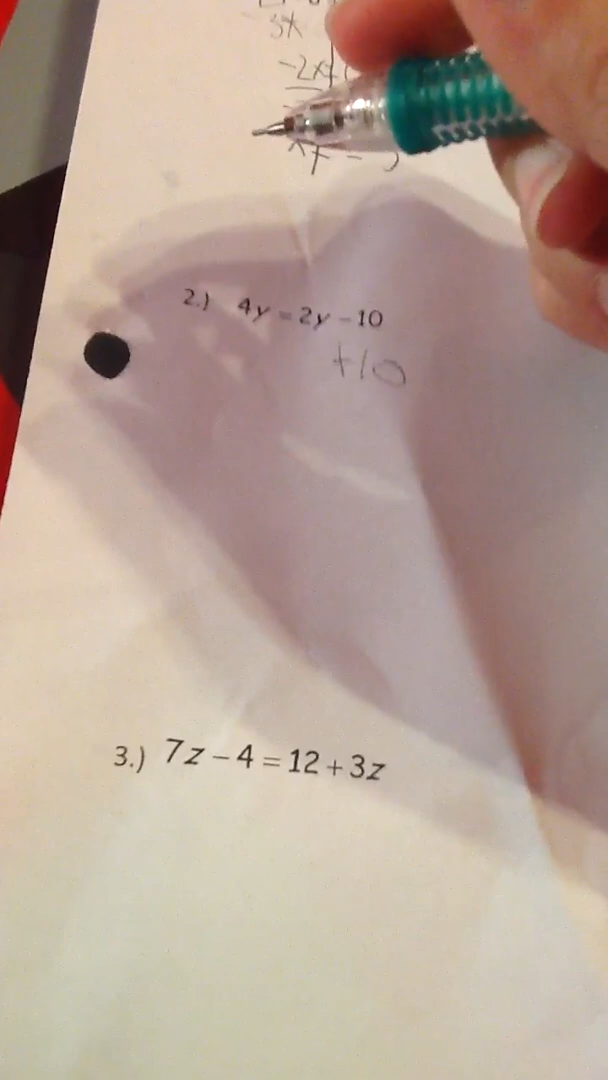 3x
-2x
2.) 4y = 2y - 10
+10
3.) 7z - 4 = 12 + 3z